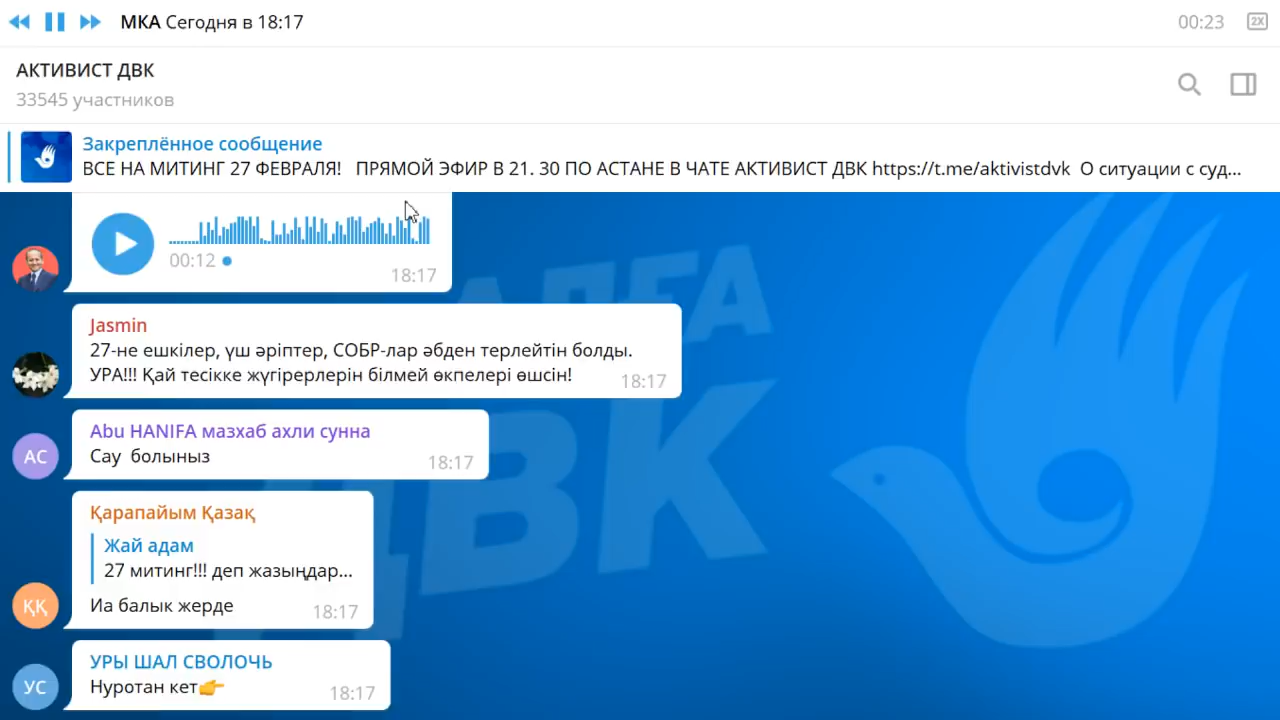 МКА Сегодня в 18:17
00:23
2X
АКТИВИСТ ДВК
33545 участников
Закреплённое сообщение
ВСЕ НА МИТИНГ 27 ФЕВРАЛЯ! ПРЯМОЙ ЭФИР В 21. 30 ПО АСТАНЕ В ЧАТЕ АКТИВИСТ ДВК https://t.me/aktivistdvk О ситуации с суд...
00:12
18:17
Jasmin
27-не ешкілер, үш әріптер, СОБР-лар әбден терлейтін болды.
УРА!!! Қай тесікке жүгірерлерін білмей өкпелері өшсін!
18:17
АС
Abu HANIFA мазхаб ахли сунна
Сау болыныз
18:17
Қарапайым Қазақ
Жай адам
27 митинг!!! деп жазыңдар...
ҚҚ
Иа балык жерде
18:17
УРЫ ШАЛ СВОЛОЧЬ
УС
Нуротан кет👉
18:17
ДВК